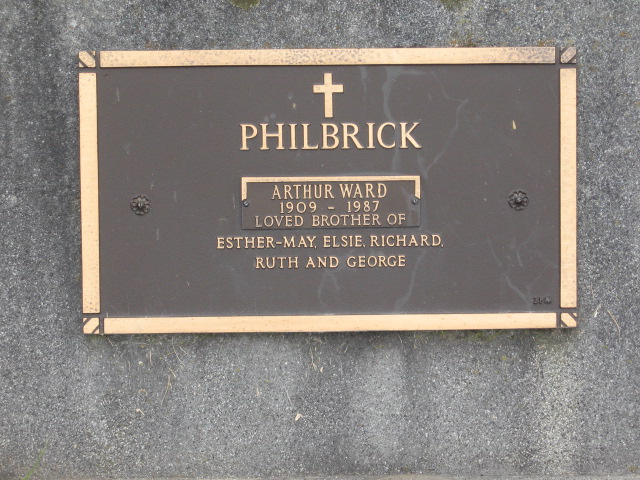 PHILBRICK
ARTHUR WARD
1909 - 1987
LOVED BROTHER OF
ESTHER-MAY, ELSIE, RICHARD,
RUTH AND GEORGE